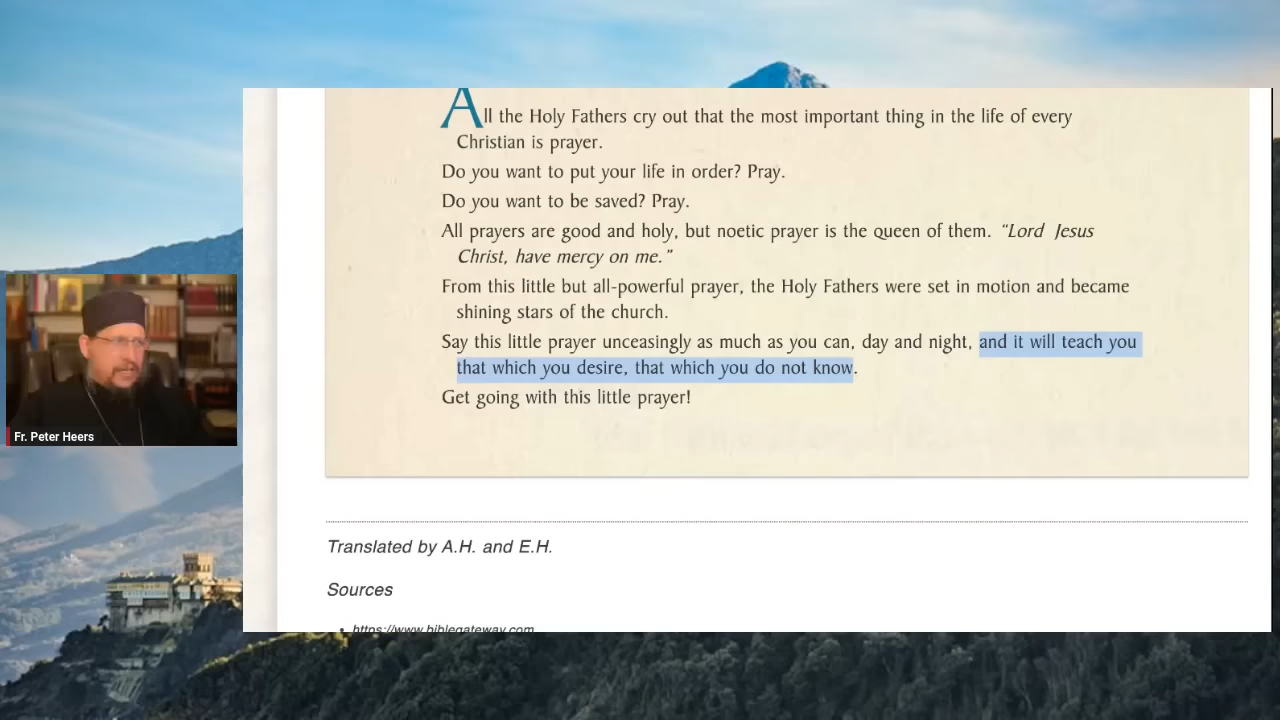 All the Holy Fathers cry out that the most important thing in the life of every
Christian is prayer.
Do you want to put your life in order? Pray.
Do you want to be saved? Pray.
All prayers are good and holy, but noetic prayer is the queen of them. “Lord Jesus
Christ, have mercy on me.”
From this little but all-powerful prayer, the Holy Fathers were set in motion and became
shining stars of the church.
Say this little prayer unceasingly as much as you can, day and night, and it will teach you
that which you desire, that which you do not know.
Get going with this little prayer!
Fr. Peter Heers
Translated by A.H. and E.H.
Sources
• https://www.biblegateway.com